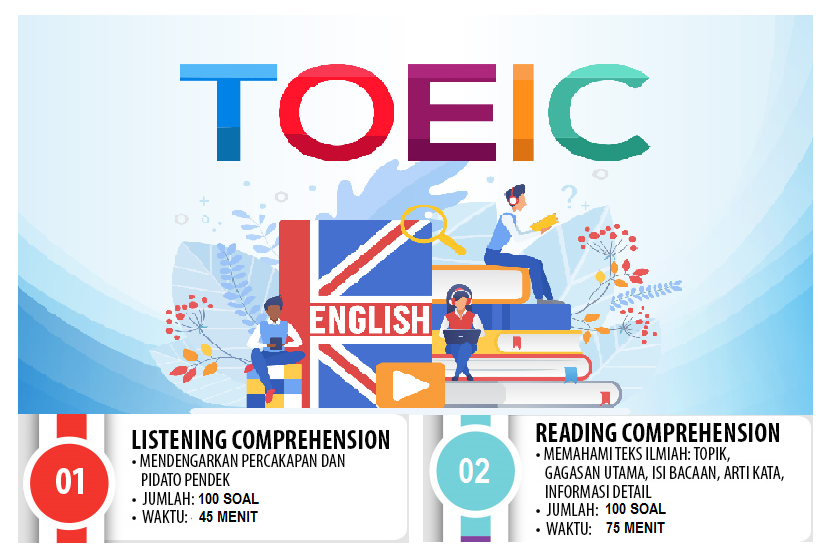 TOEIC
ENGLISH
01
LISTENING COMPREHENSION
• MENDENGARKAN PERCAKAPAN DAN
PIDATO PENDEK
• JUMLAH: 100 SOAL
• WAKTU: 45 MENIT
02
READING COMPREHENSION
• MEMAHAMI TEKS ILMIAH: TOPIK,
GAGASAN UTAMA, ISI BACAAN, ARTI KATA,
INFORMASI DETAIL
• JUMLAH: 100 SOAL
• WAKTU: 75 MENIT